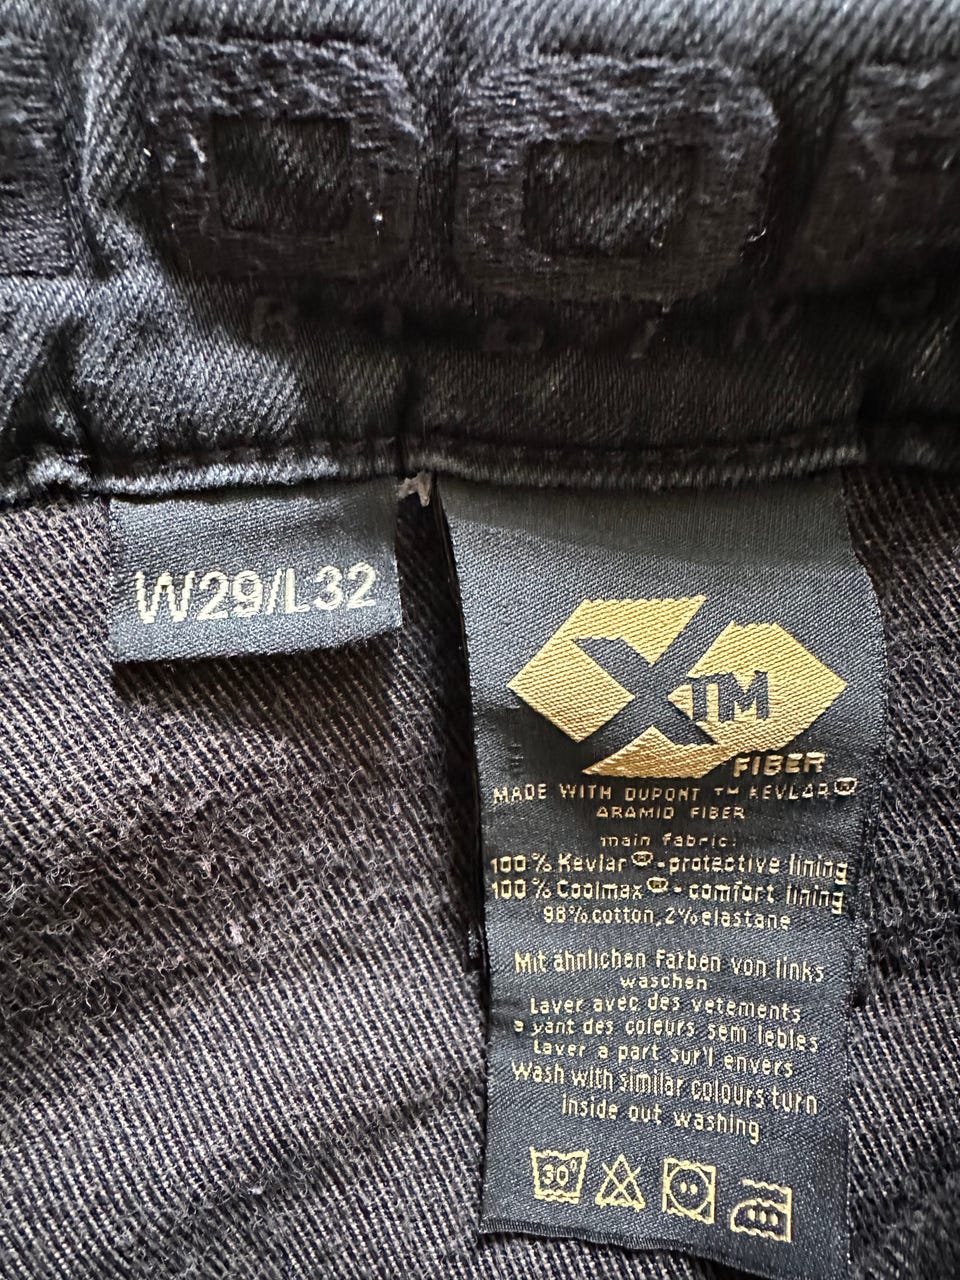 W29/L32
XTM
FIBER
MADE WITH DUPONT ™ KEVLAR®
ARAMID FIBER
main fabric:
100% Kevlar®-protective lining
100% Coolmax®- comfort lining
98% cotton, 2% elastane
Mit ähnlichen Farben von links
waschen
Laver avec des vetements
a yant des coleurs sem lebles
Laver a part sur'l envers
Wash with similar colours turn
inside out washing
30°